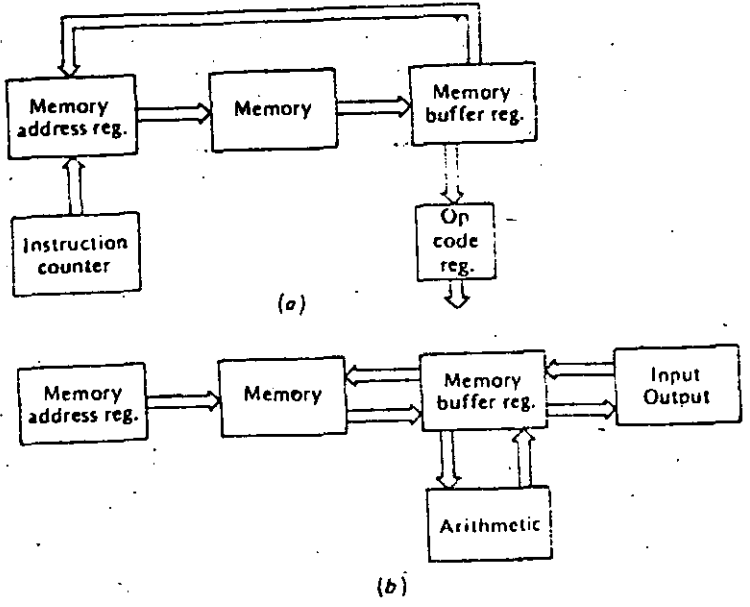 Memory
address reg.
Memory
Memory
buffer reg.
Instruction
counter
Op
code
reg.
(a)
Memory
address reg.
Memory
Memory
buffer reg.
Input
Output
Arithmetic
(b)